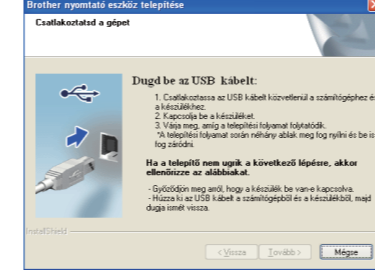 Brother nyomtató eszköz telepítése
Csatlakoztatsd a gépet
Dugd be az USB kábelt:
1. Csatlakoztassa az USB kábelt közvetlenül a számítógéphez és
a készülékhez.
2. Kapcsolja be a készüléket.
3. Várja meg, amíg a telepítési folyamat folytatódik.
*A telepítési folyamat során néhány ablak meg fog nyílni és be is
fog záródni.
Ha a telepítő nem ugrik a következő lépésre, akkor
ellenőrizze az alábbiakat.
- Győződjön meg arról, hogy a készülék be van-e kapcsolva.
- Húzza ki az USB kábelt a számítógépből és a készülékből, majd
dugja ismét vissza.
InstallShield
< Vissza Tovább > Mégse